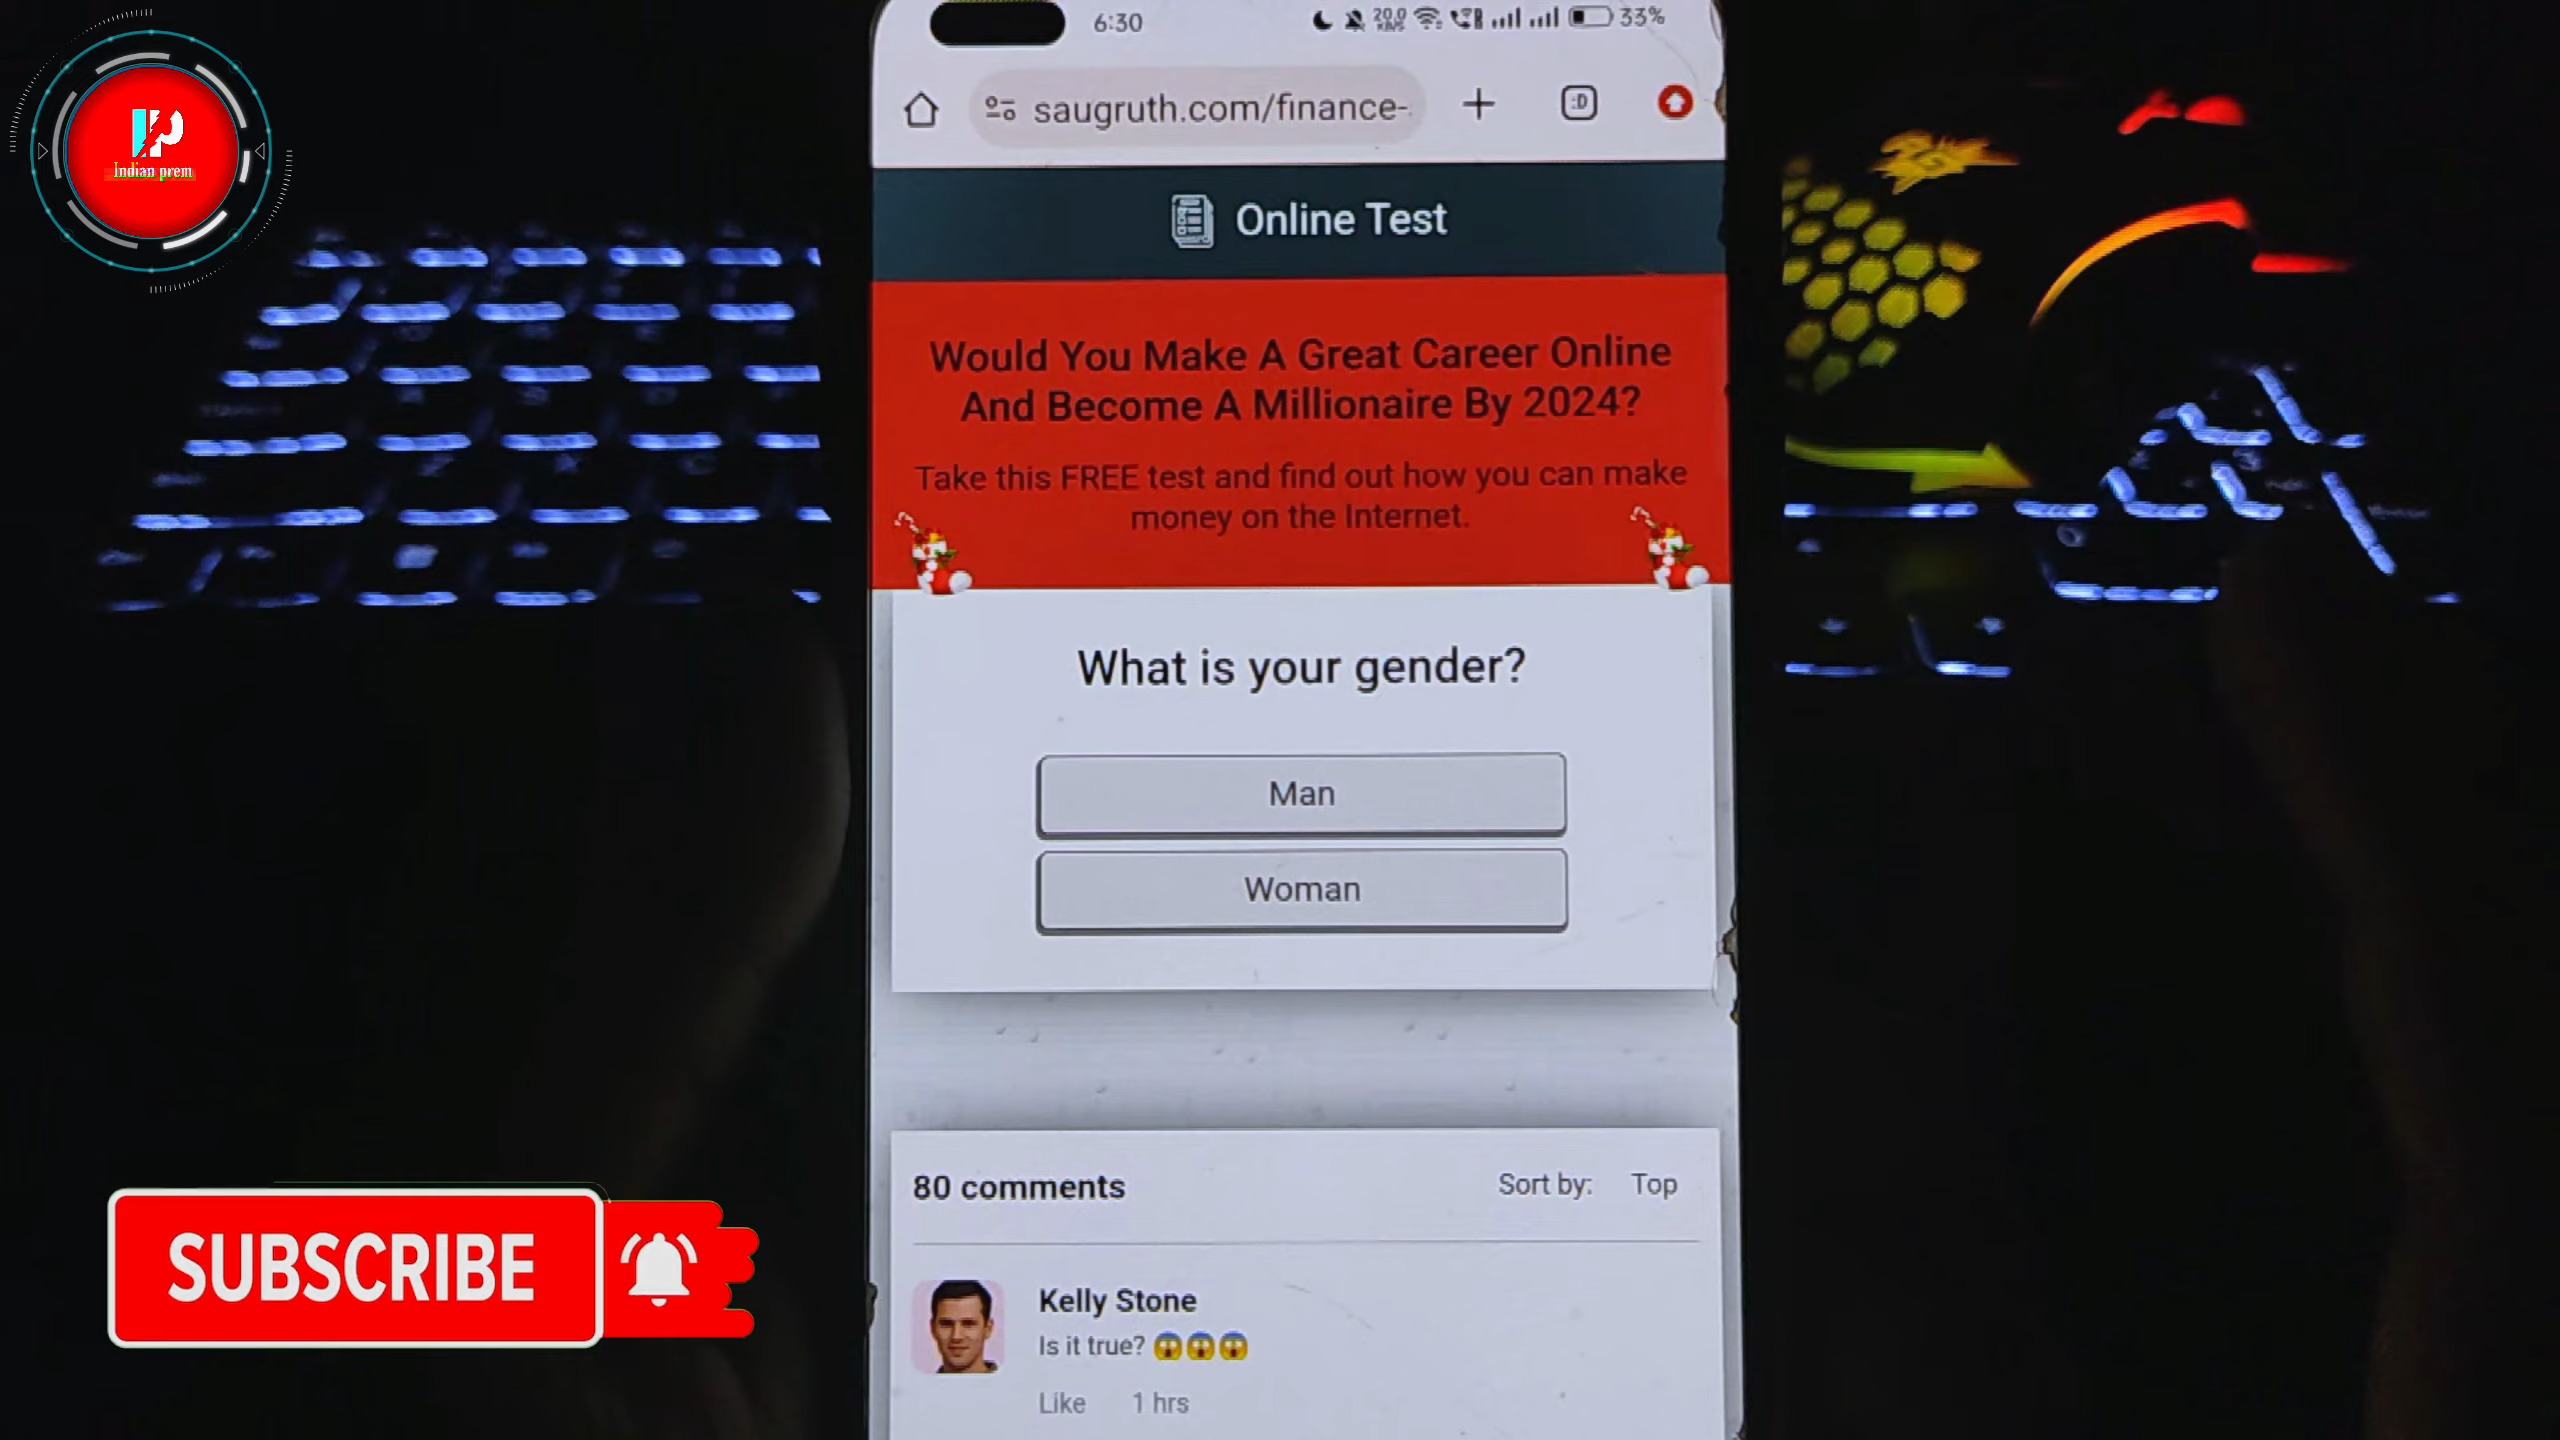 Indian prem
6:30
33%
saugruth.com/finance-
Online Test
Would You Make A Great Career Online
And Become A Millionaire By 2024?
Take this FREE test and find out how you can make
money on the Internet.
What is your gender?
Man
Woman
80 comments
Sort by: Top
Kelly Stone
Is it true? 😱😱😱
Like 1 hrs
SUBSCRIBE